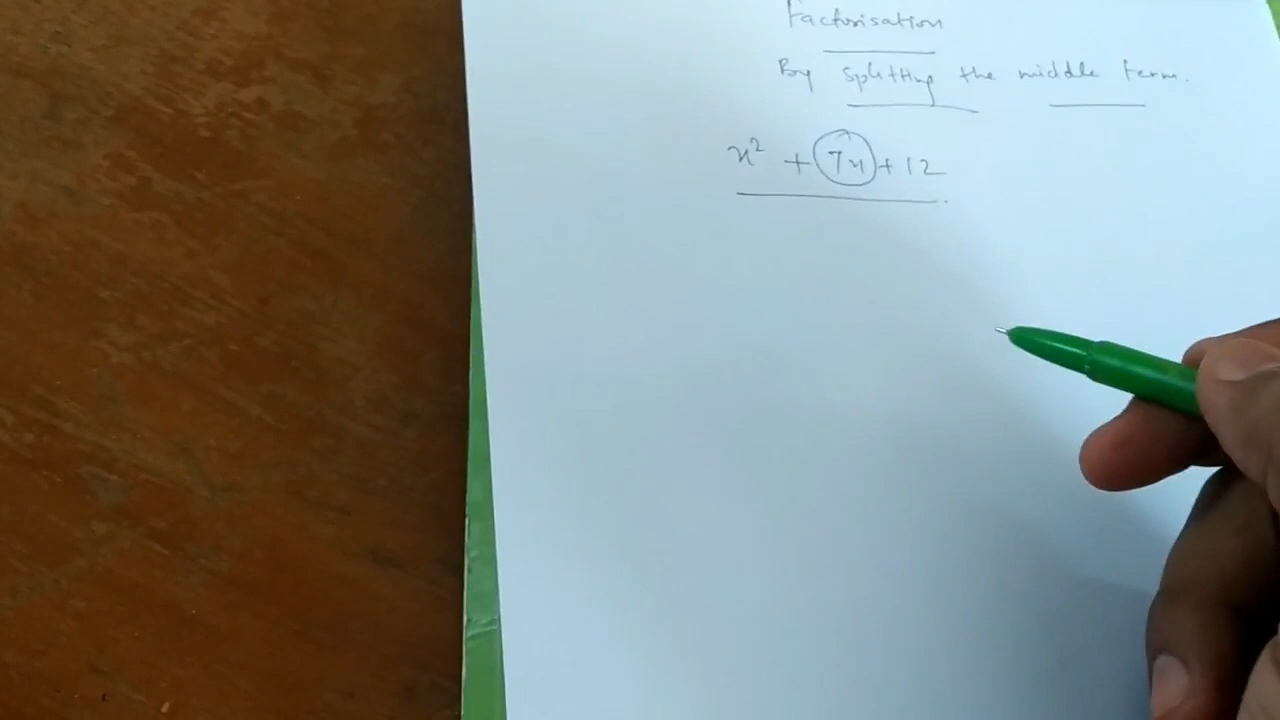 Factorisation
By splitting the middle term.
x² + 7x + 12